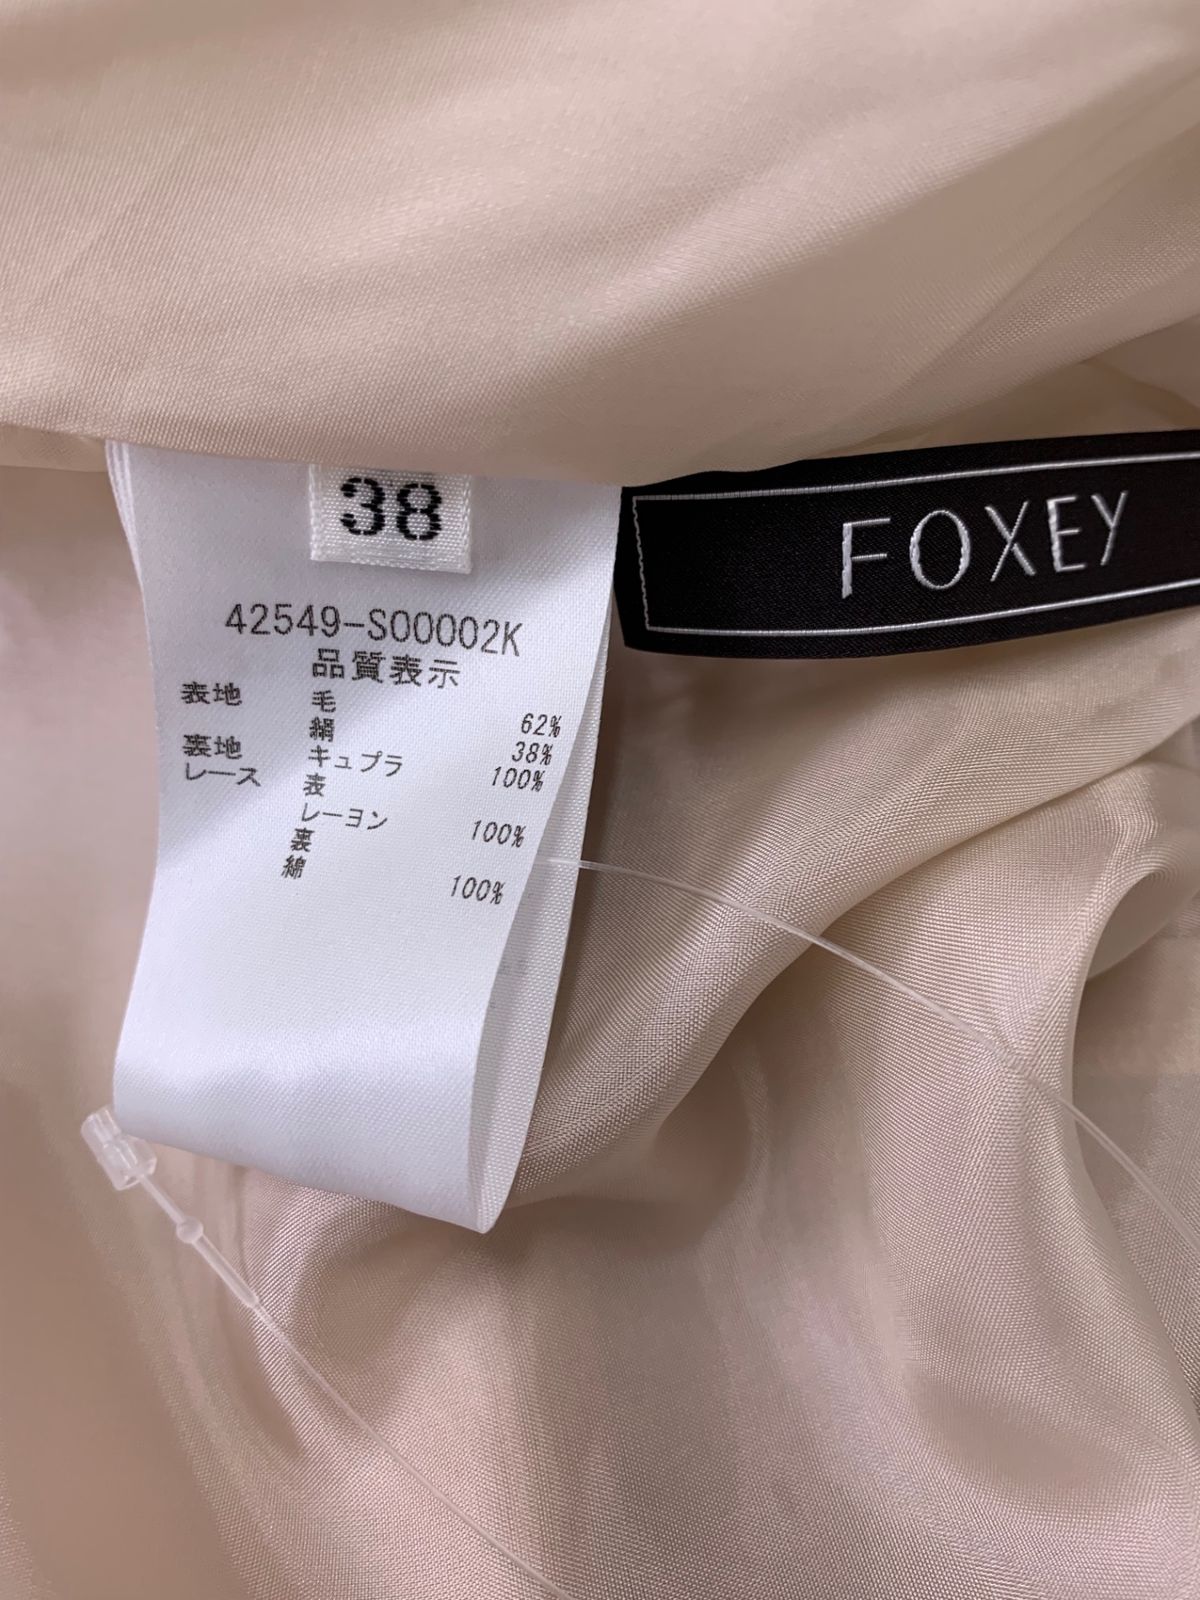 38
FOXEY
42549-S00002K
品質表示
表地 毛 62%
絹 38%
裏地 キュプラ 100%
レース 表
レーヨン 100%
裏
綿 100%